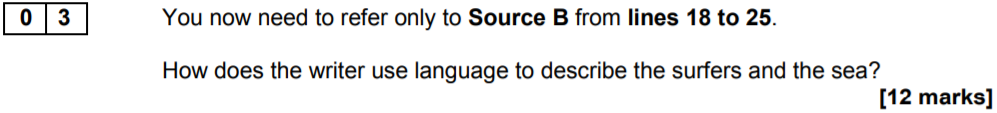 0 3 You now need to refer only to Source B from lines 18 to 25.
How does the writer use language to describe the surfers and the sea?
[12 marks]